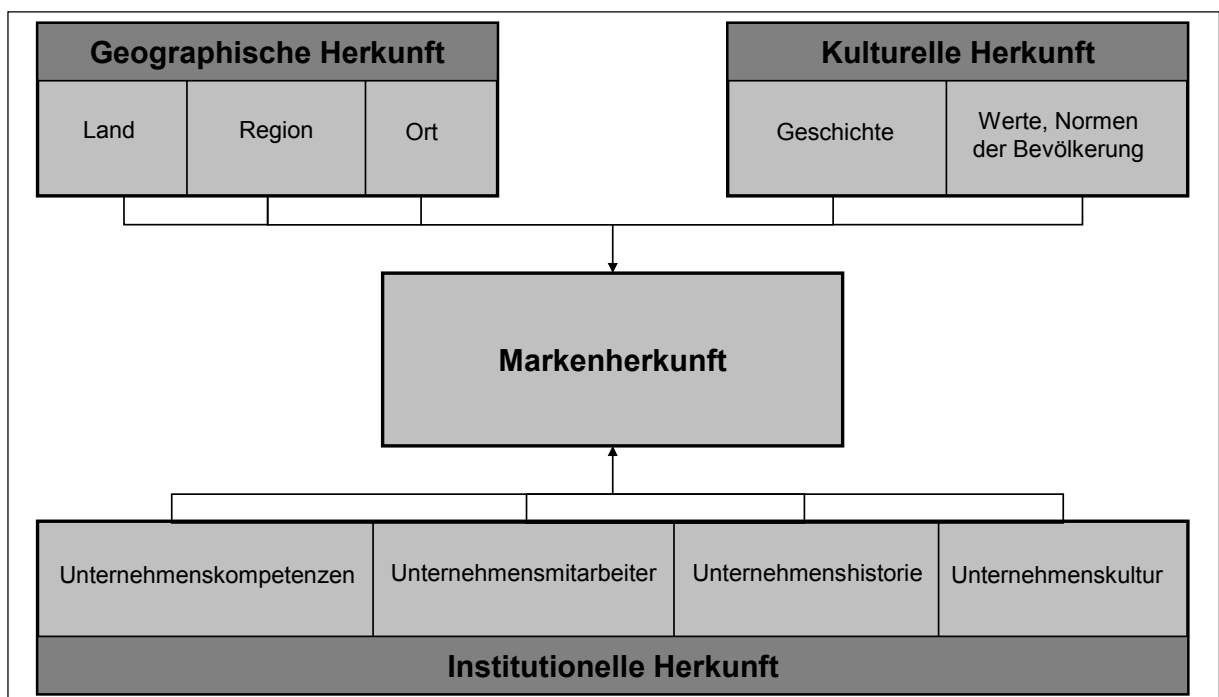 Geographische Herkunft
Land
Region
Ort
Kulturelle Herkunft
Geschichte
Werte, Normen
der Bevölkerung
Markenherkunft
Unternehmenskompetenzen
Unternehmensmitarbeiter
Unternehmenshistorie
Unternehmenskultur
Institutionelle Herkunft